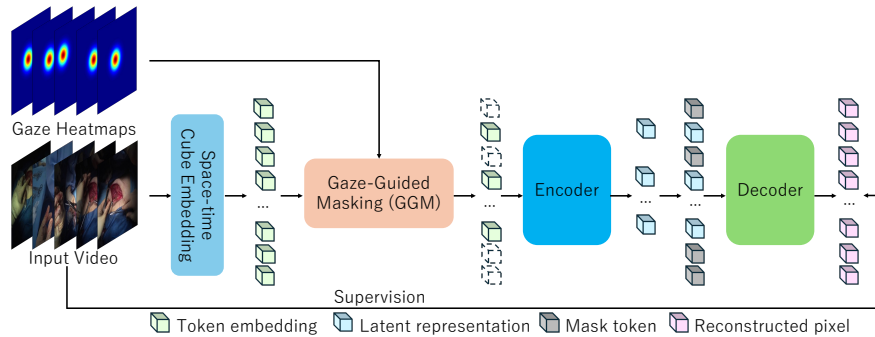 Gaze Heatmaps
Input Video
Space-time
Cube Embedding
...
Gaze-Guided
Masking (GGM)
...
Encoder
...
...
Decoder
...
Supervision
Token embedding
Latent representation
Mask token
Reconstructed pixel